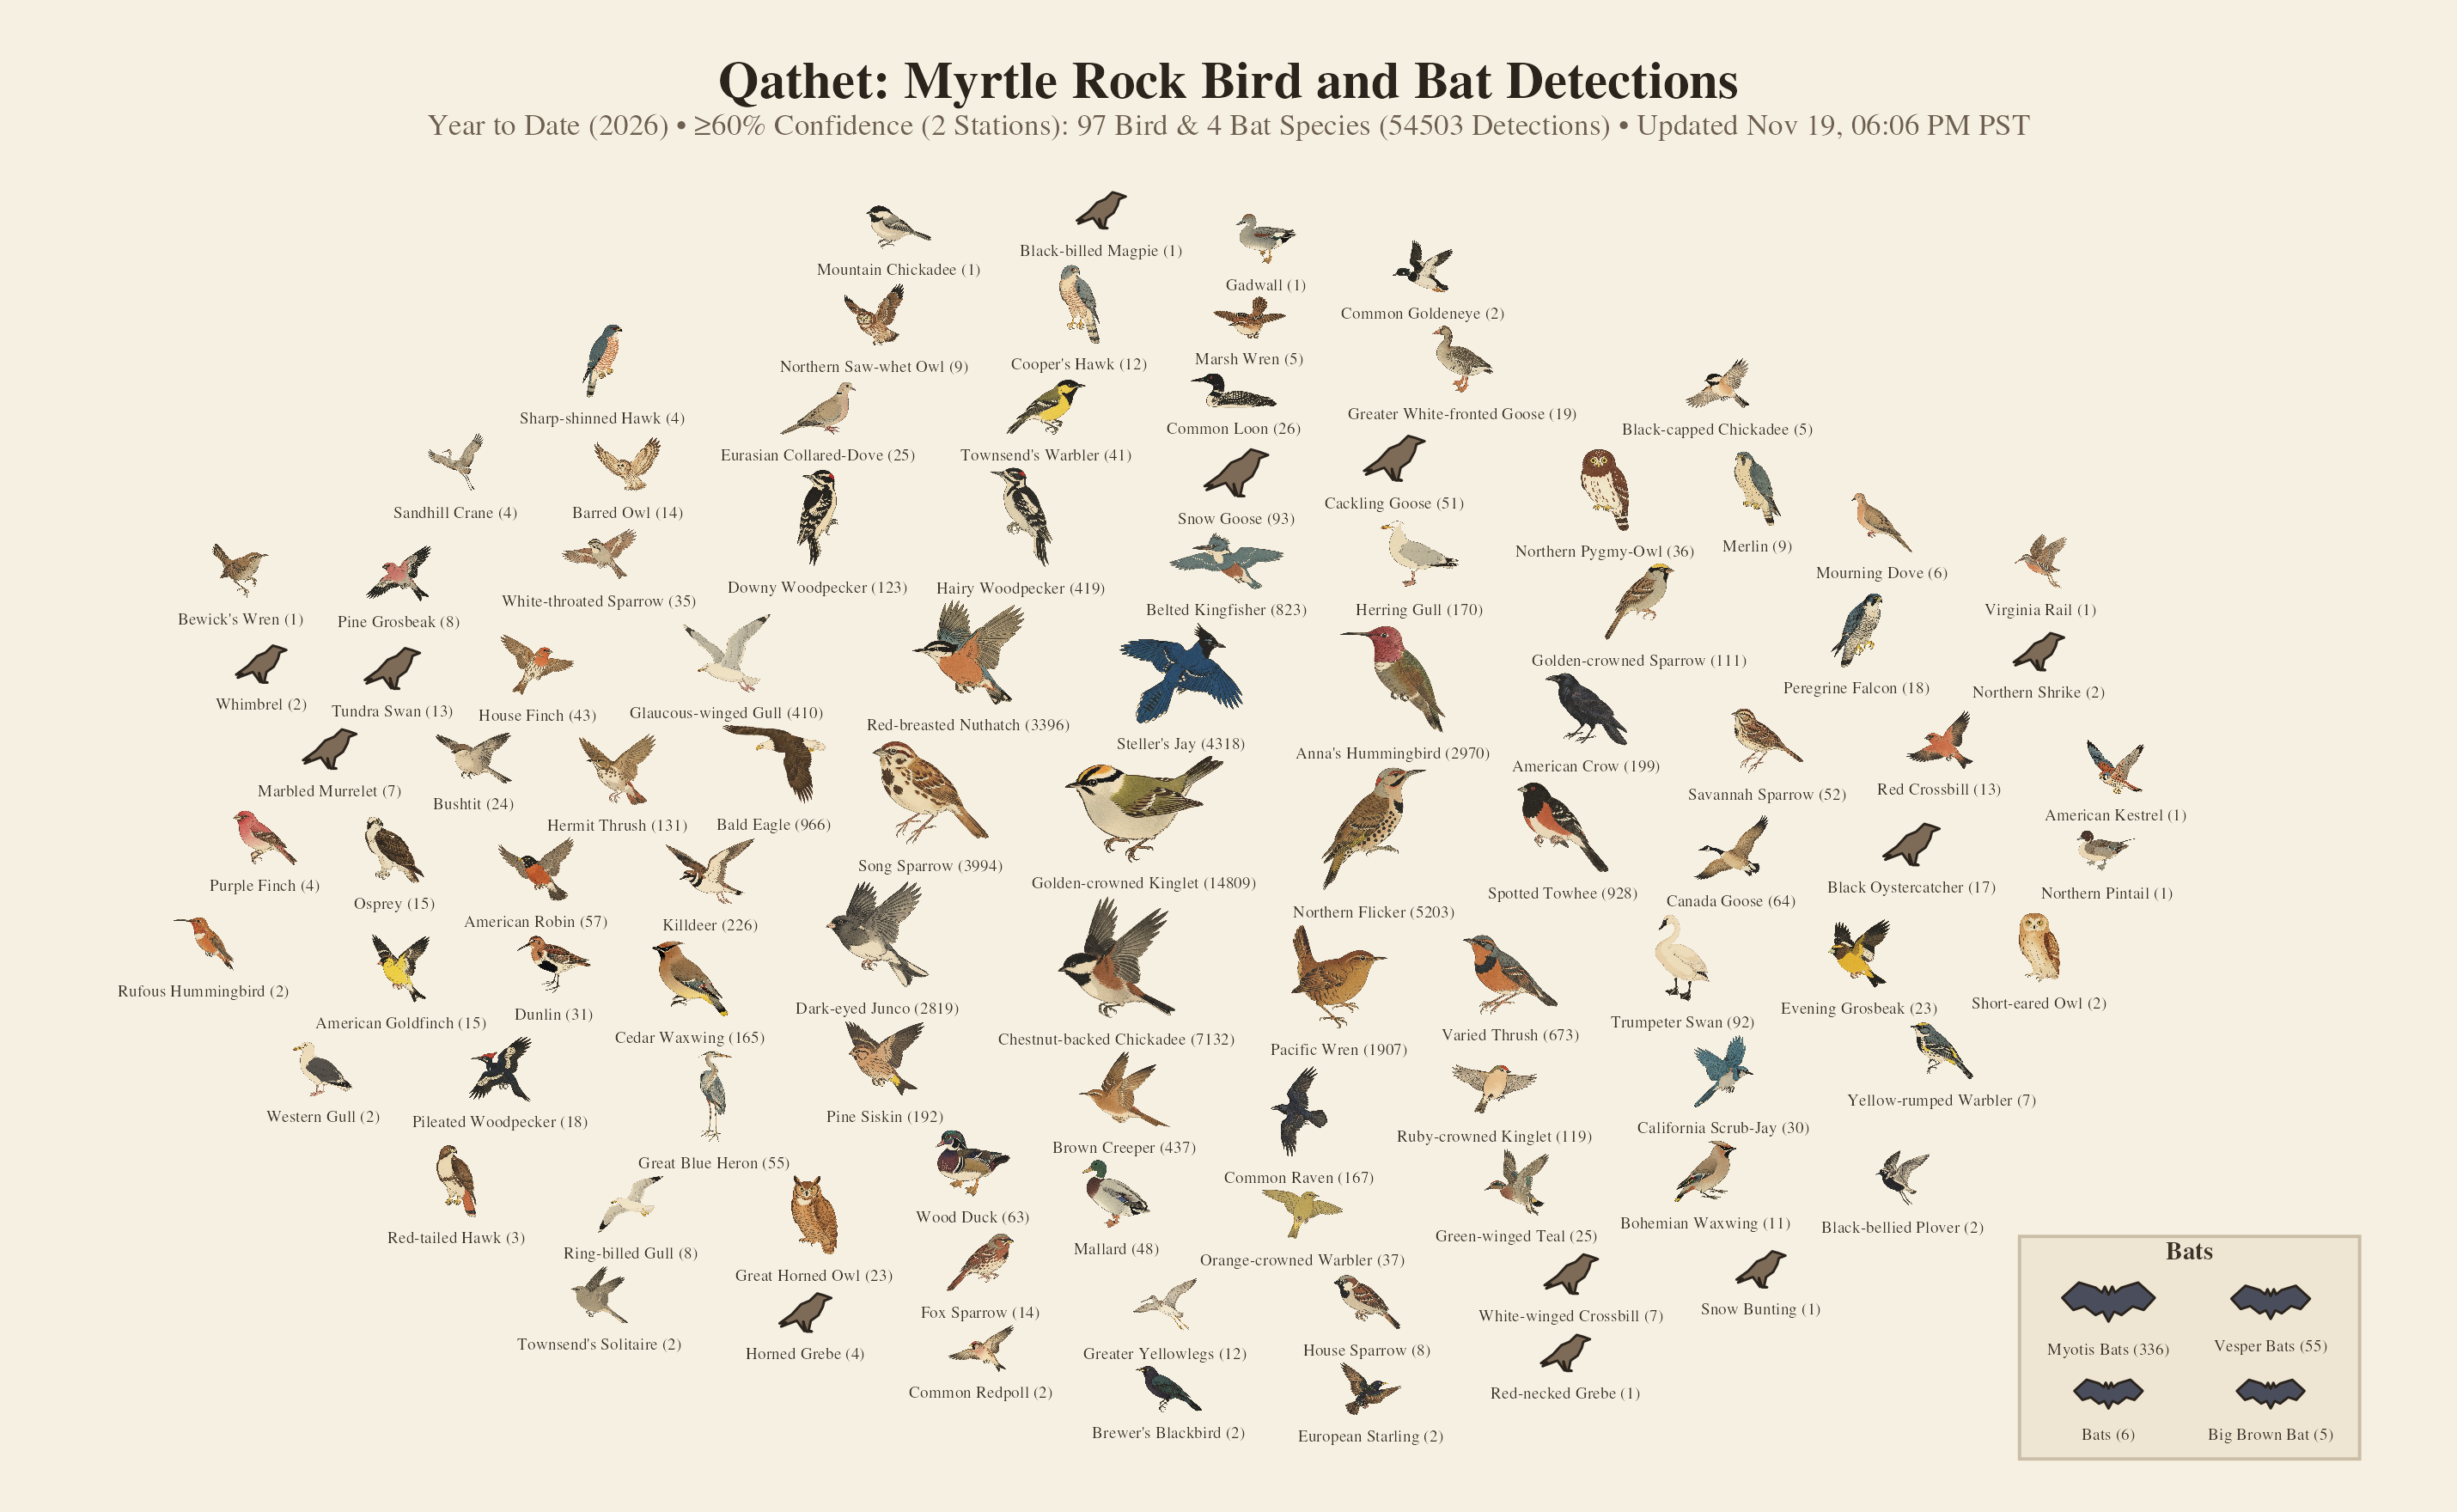 Qathet: Myrtle Rock Bird and Bat Detections
Year to Date (2026) • ≥60% Confidence (2 Stations): 97 Bird & 4 Bat Species (54503 Detections) • Updated Nov 19, 06:06 PM PST
Mountain Chickadee (1)
Black-billed Magpie (1)
Gadwall (1)
Common Goldeneye (2)
Sharp-shinned Hawk (4)
Northern Saw-whet Owl (9)
Cooper's Hawk (12)
Marsh Wren (5)
Greater White-fronted Goose (19)
Black-capped Chickadee (5)
Sandhill Crane (4)
Barred Owl (14)
Eurasian Collared-Dove (25)
Townsend's Warbler (41)
Common Loon (26)
Snow Goose (93)
Cackling Goose (51)
Northern Pygmy-Owl (36)
Merlin (9)
Mourning Dove (6)
Virginia Rail (1)
Bewick's Wren (1)
Pine Grosbeak (8)
White-throated Sparrow (35)
Downy Woodpecker (123)
Hairy Woodpecker (419)
Belted Kingfisher (823)
Herring Gull (170)
Golden-crowned Sparrow (111)
Peregrine Falcon (18)
Northern Shrike (2)
Whimbrel (2)
Tundra Swan (13)
House Finch (43)
Glaucous-winged Gull (410)
Red-breasted Nuthatch (3396)
Steller's Jay (4318)
Anna's Hummingbird (2970)
American Crow (199)
Savannah Sparrow (52)
Red Crossbill (13)
American Kestrel (1)
Marbled Murrelet (7)
Bushtit (24)
Hermit Thrush (131)
Bald Eagle (966)
Song Sparrow (3994)
Golden-crowned Kinglet (14809)
Northern Flicker (5203)
Spotted Towhee (928)
Canada Goose (64)
Black Oystercatcher (17)
Northern Pintail (1)
Purple Finch (4)
Osprey (15)
American Robin (57)
Killdeer (226)
Dark-eyed Junco (2819)
Chestnut-backed Chickadee (7132)
Pacific Wren (1907)
Varied Thrush (673)
Trumpeter Swan (92)
Evening Grosbeak (23)
Short-eared Owl (2)
Rufous Hummingbird (2)
American Goldfinch (15)
Dunlin (31)
Cedar Waxwing (165)
Pine Siskin (192)
Brown Creeper (437)
Common Raven (167)
Ruby-crowned Kinglet (119)
California Scrub-Jay (30)
Yellow-rumped Warbler (7)
Western Gull (2)
Pileated Woodpecker (18)
Great Blue Heron (55)
Wood Duck (63)
Mallard (48)
Orange-crowned Warbler (37)
Green-winged Teal (25)
Bohemian Waxwing (11)
Black-bellied Plover (2)
Red-tailed Hawk (3)
Ring-billed Gull (8)
Great Horned Owl (23)
Fox Sparrow (14)
Greater Yellowlegs (12)
House Sparrow (8)
White-winged Crossbill (7)
Snow Bunting (1)
Townsend's Solitaire (2)
Horned Grebe (4)
Common Redpoll (2)
Brewer's Blackbird (2)
European Starling (2)
Red-necked Grebe (1)
Bats
Myotis Bats (336)
Vesper Bats (55)
Bats (6)
Big Brown Bat (5)